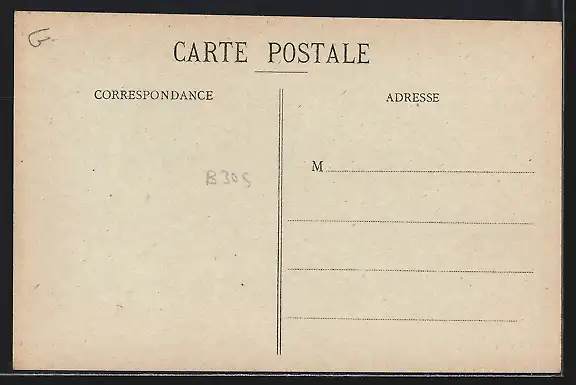 CARTE POSTALE
CORRESPONDANCE
ADRESSE
M
B305